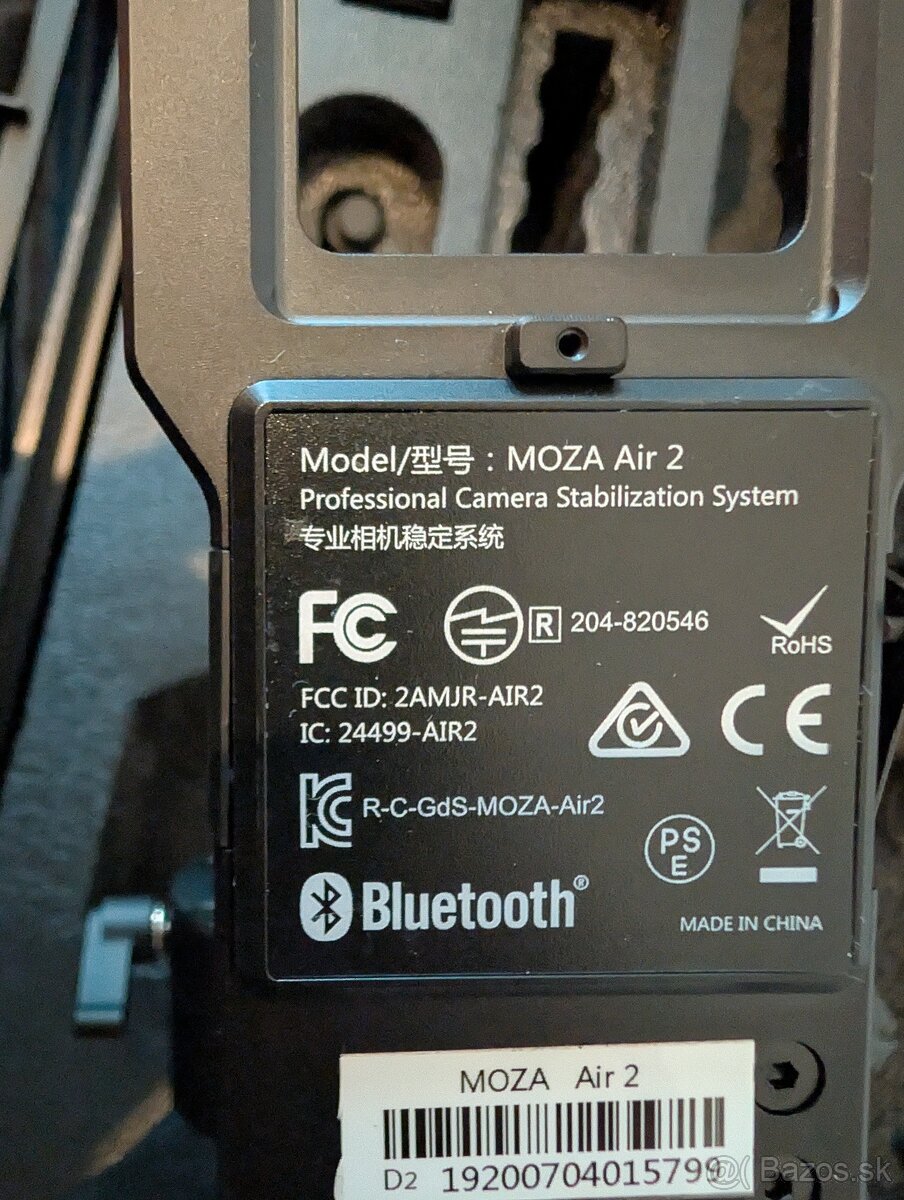 Model/型号：MOZA Air 2
Professional Camera Stabilization System
专业相机稳定系统
FC R 204-820546 RoHS
FCC ID: 2AMJR-AIR2
IC: 24499-AIR2
CE
R-C-GdS-MOZA-Air2
PS
E
Bluetooth®
MADE IN CHINA
MOZA Air 2
D2 19200704015799
Bazos.sk